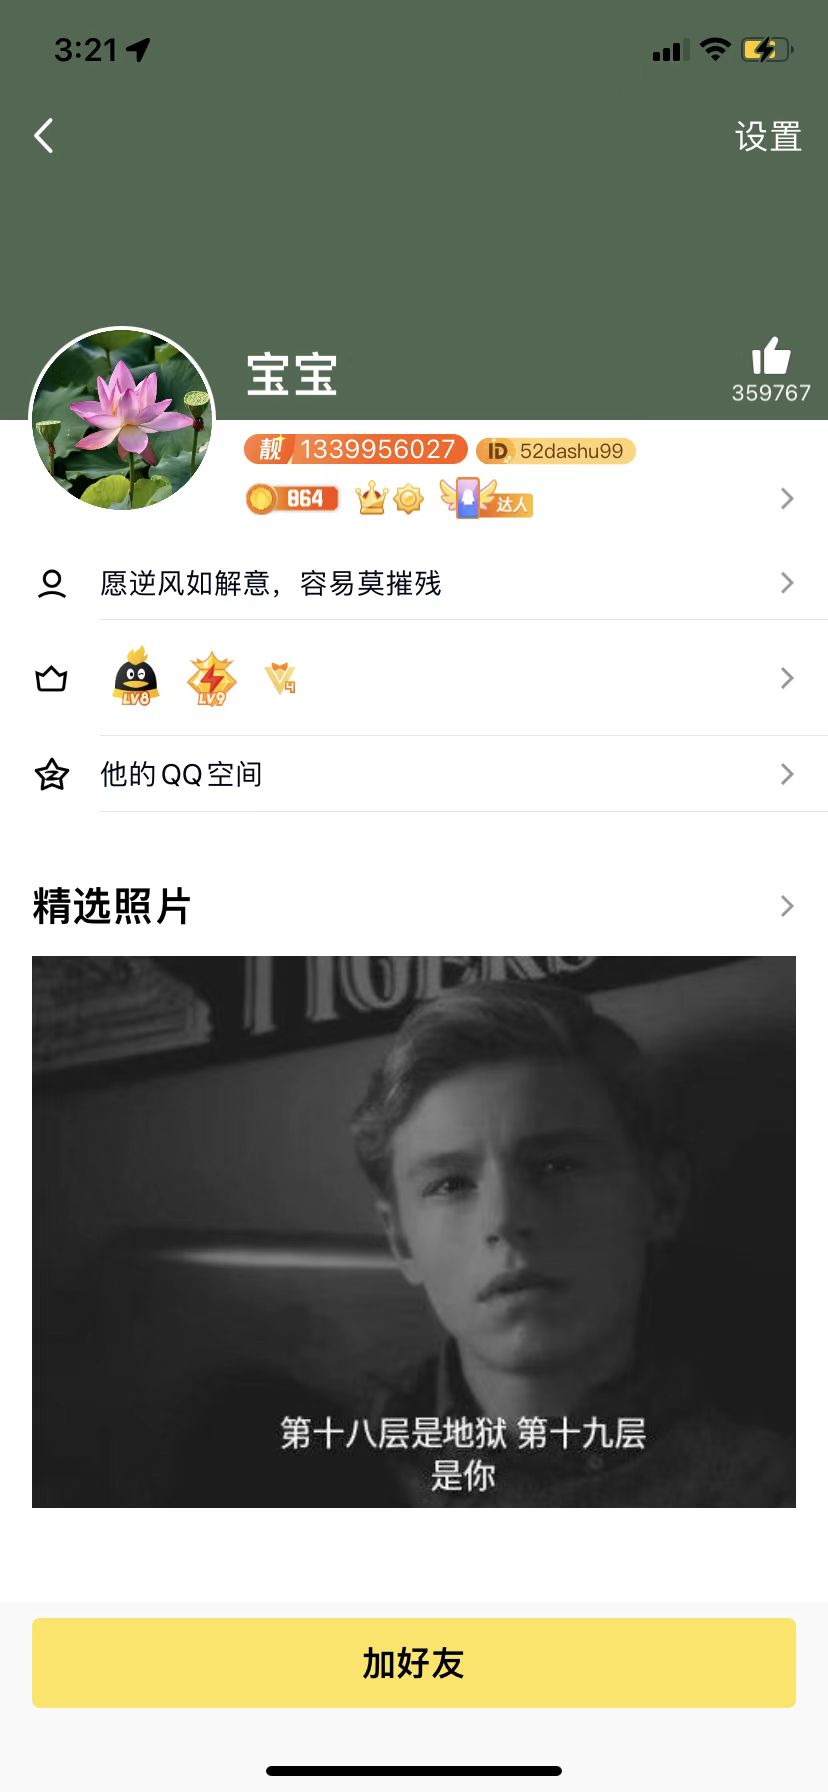 3:21
设置
宝宝
359767
靓 1339956027 ID 52dashu99
864 达人
愿逆风如解意，容易莫摧残
LV8 LV9 V4
他的QQ空间
精选照片
TIGERS
第十八层是地狱 第十九层
是你
加好友